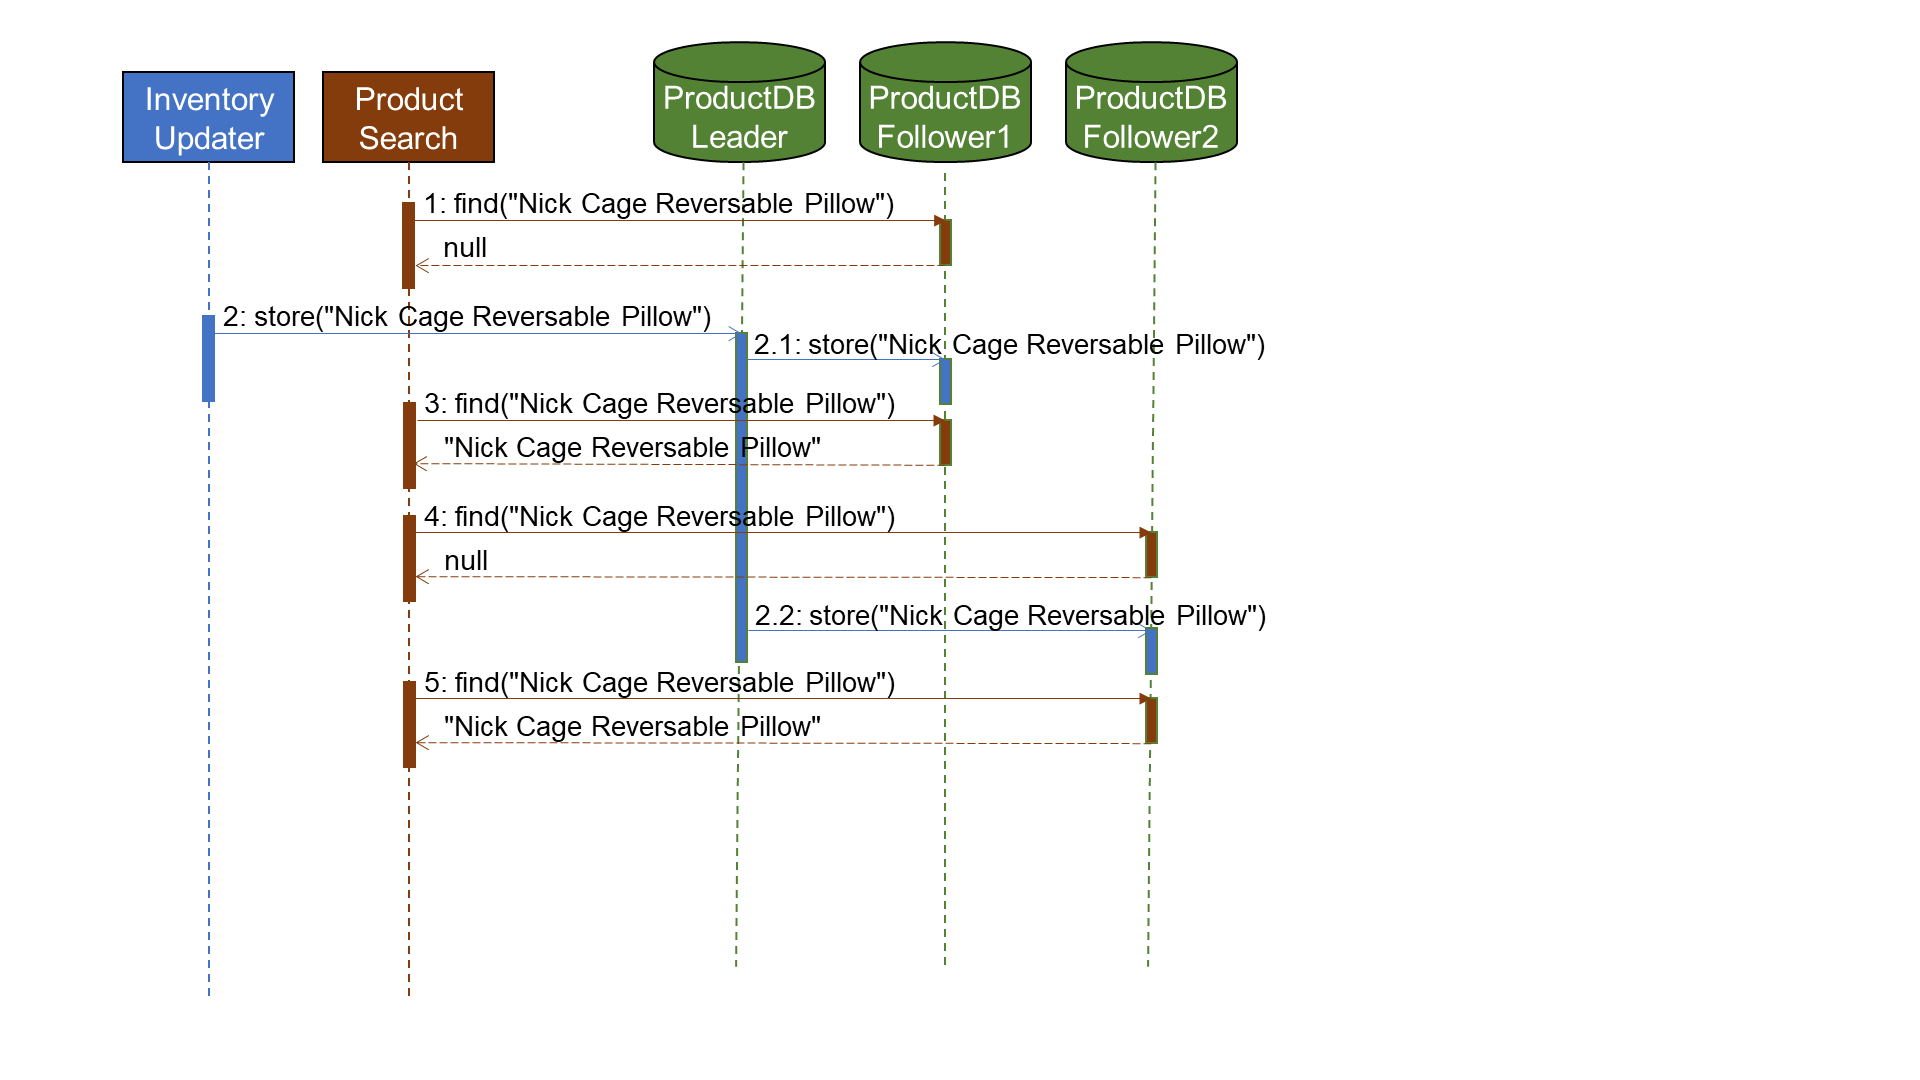 Inventory
Updater
Product
Search
ProductDB
Leader
ProductDB
Follower1
ProductDB
Follower2
1: find("Nick Cage Reversable Pillow")
null
2: store("Nick Cage Reversable Pillow")
2.1: store("Nick Cage Reversable Pillow")
3: find("Nick Cage Reversable Pillow")
"Nick Cage Reversable Pillow"
4: find("Nick Cage Reversable Pillow")
null
2.2: store("Nick Cage Reversable Pillow")
5: find("Nick Cage Reversable Pillow")
"Nick Cage Reversable Pillow"